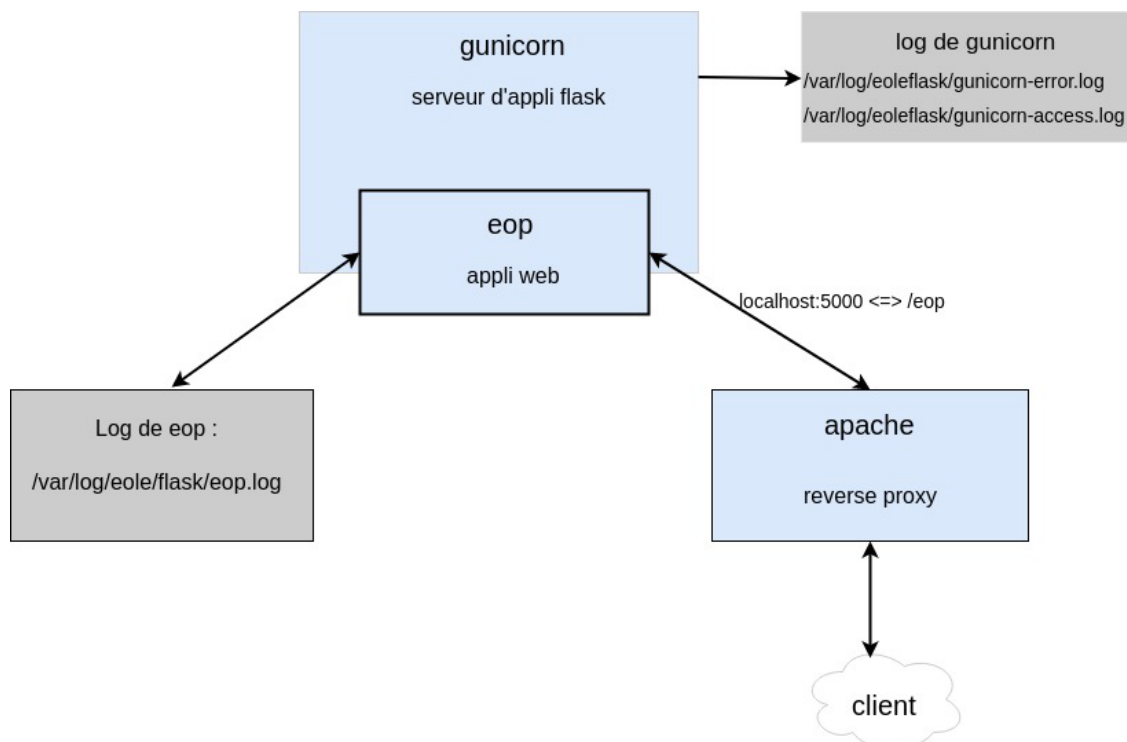 gunicorn
serveur d'appli flask
log de gunicorn
/var/log/eoleflask/gunicorn-error.log
/var/log/eoleflask/gunicorn-access.log
eop
appli web
localhost:5000 <=> /eop
Log de eop :
/var/log/eole/flask/eop.log
apache
reverse proxy
client